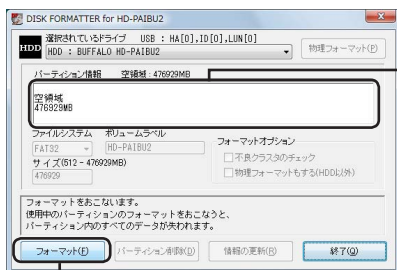 DISK FORMATTER for HD-PAIBU2
選択されているドライブ USB : HA[0],ID[0],LUN[0]
HDD
HDD : BUFFALO HD-PAIBU2
物理フォーマット(P)
パーティション情報 空領域:476929MB
空領域
476929MB
ファイルシステム ボリュームラベル
FAT32 HD-PAIBU2
サイズ(512 - 476929MB)
476929
フォーマットオプション
不良クラスタのチェック
物理フォーマットもする(HDD以外)
フォーマットをおこないます。
使用中のパーティションのフォーマットをおこなうと、
パーティション内のすべてのデータが失われます。
フォーマット(F) パーティション削除(D) 情報の更新(R) 終了(Q)